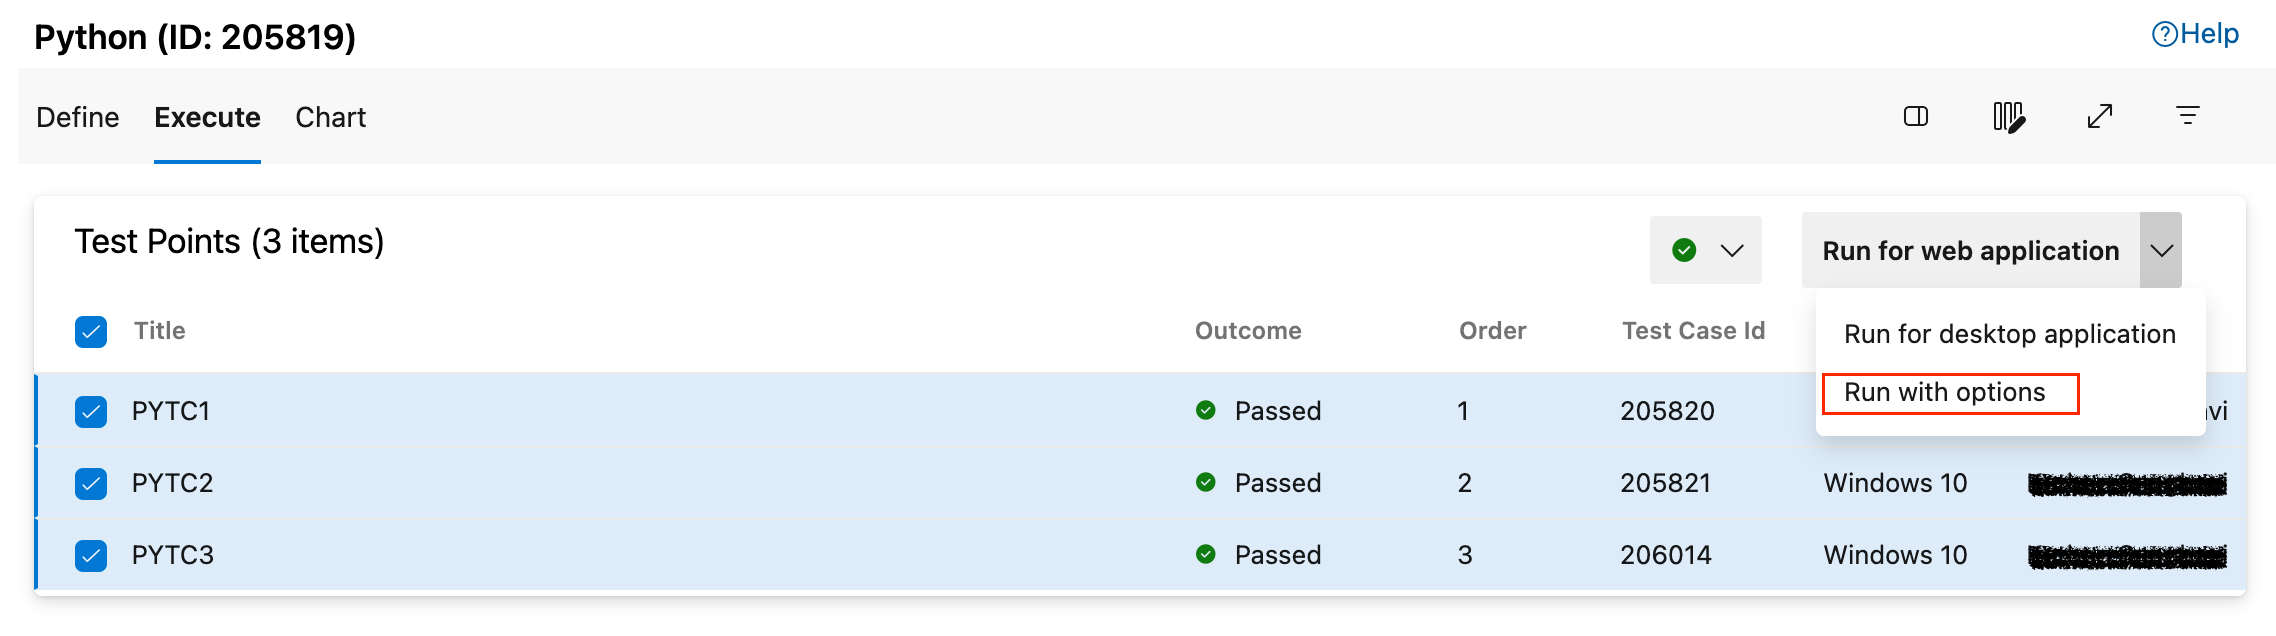 Python (ID: 205819)
Help
Define Execute Chart
Test Points (3 items)
Run for web application
Run for desktop application
Run with options
Title Outcome Order Test Case Id
PYTC1 Passed 1 205820 vi
PYTC2 Passed 2 205821 Windows 10
PYTC3 Passed 3 206014 Windows 10